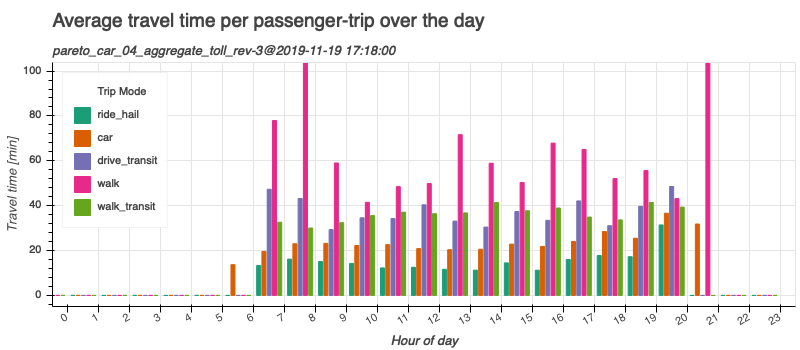 Average travel time per passenger-trip over the day
pareto_car_04_aggregate_toll_rev-3@2019-11-19 17:18:00
Travel time [min]
100
80
60
40
20
0
Trip Mode
ride_hail
car
drive_transit
walk
walk_transit
0 1 2 3 4 5 6 7 8 9 10 11 12 13 14 15 16 17 18 19 20 21 22 23
Hour of day